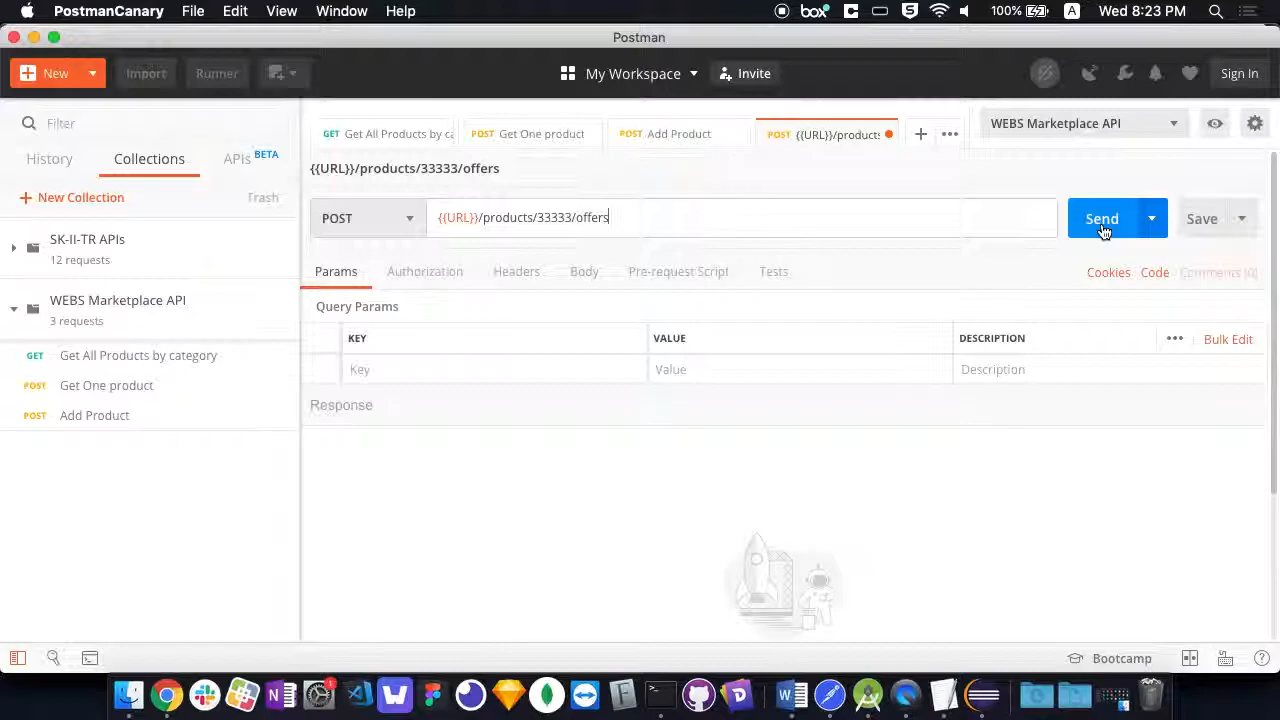 PostmanCanary File Edit View Window Help box 5 100% A Wed 8:23 PM
Postman
New Import Runner My Workspace Invite Sign In
Filter
GET Get All Products by ca POST Get One product POST Add Product POST {{URL}}/products WEBS Marketplace API
History Collections APIs BETA
{{URL}}/products/33333/offers
New Collection Trash
POST {{URL}}/products/33333/offers Send Save
SK-II-TR APIs
12 requests
Params Authorization Headers Body Pre-request Script Tests Cookies Code Comments (0)
WEBS Marketplace API
3 requests
Query Params
KEY VALUE DESCRIPTION Bulk Edit
GET Get All Products by category
Key Value Description
POST Get One product
POST Add Product
Response
Bootcamp